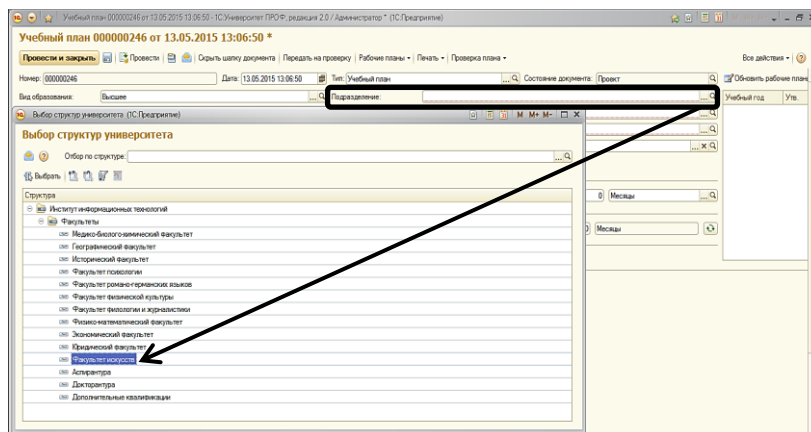 Учебный план 000000246 от 13.05.2015 13:06:50 - 1С:Университет ПРОФ, редакция 2.0 / Администратор * (1С:Предприятие)
Учебный план 000000246 от 13.05.2015 13:06:50 *
Провести и закрыть Провести Скрыть шапку документа Передать на проверку Рабочие планы Печать Проверка плана Все действия
Номер: 000000246 Дата: 13.05.2015 13:06:50 Тип: Учебный план Состояние документа: Проект Обновить рабочие план
Вид образования: Высшее Подразделение: Учебный год Утв.
Выбор структур университета (1С:Предприятие) M M+ M-
Выбор структур университета
Отбор по структуре:
Выбрать
Структура
Институт информационных технологий
0 Месяцы
Факультеты
Медико-биолого-химический факультет
Месяцы
Географический факультет
Исторический факультет
Факультет психологии
Факультет романо-германских языков
Факультет физической культуры
Факультет филологии и журналистики
Физико-математический факультет
Экономический факультет
Юридический факультет
Факультет искусств
Аспирантура
Докторантура
Дополнительные квалификации